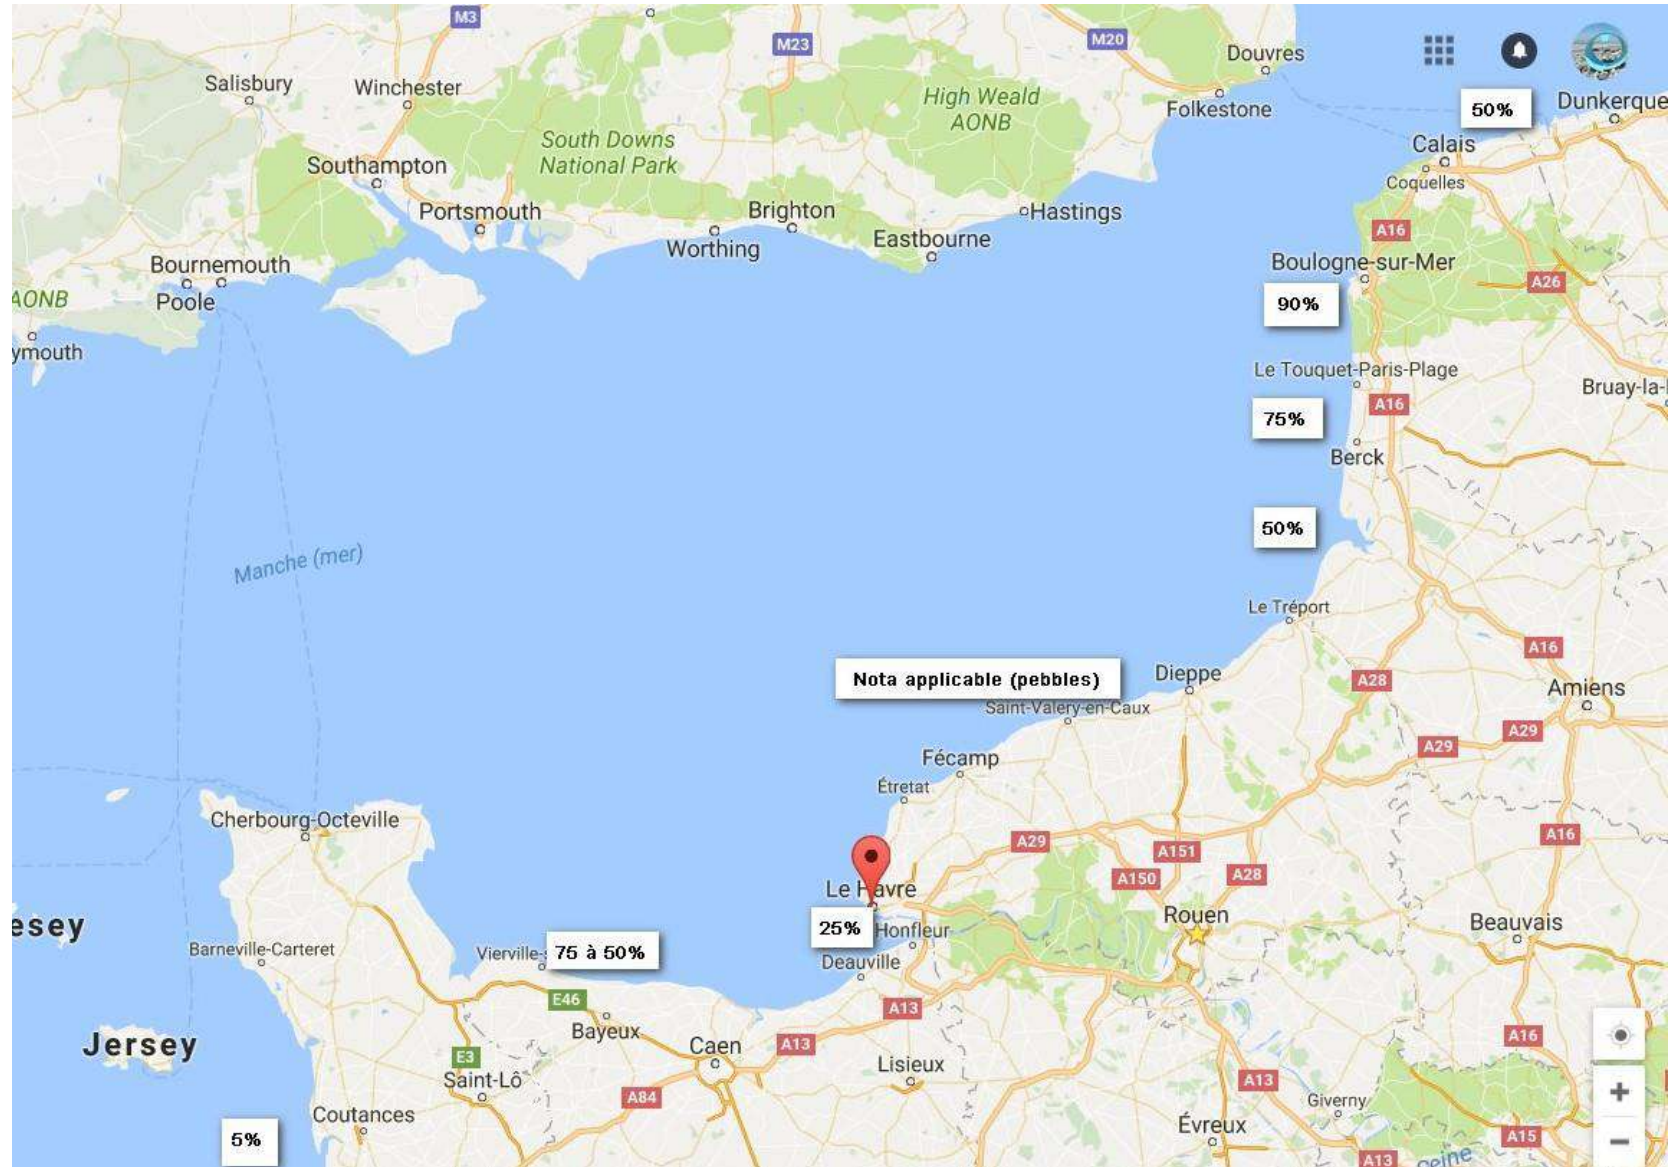 M3
M23
M20
Douvres
Salisbury
Winchester
High Weald
AONB
Folkestone
50%
Dunkerque
South Downs
National Park
Calais
Southampton
Coquelles
Portsmouth
Brighton
Hastings
A16
Worthing
Eastbourne
Bournemouth
Boulogne-sur-Mer
AONB
Poole
90%
A26
ymouth
Le Touquet-Paris-Plage
Bruay-la-
A16
75%
Berck
50%
Manche (mer)
Le Tréport
A16
Nota applicable (pebbles)
Dieppe
A28
Amiens
Saint-Valery-en-Caux
A29
A29
Fécamp
Étretat
Cherbourg-Octeville
A29
A151
A16
Le Havre
A150
A28
esey
25%
Honfleur
Rouen
Beauvais
Barneville-Carteret
Vierville-
75 à 50%
Deauville
E46
A13
Bayeux
Jersey
Caen
A13
A16
E3
Lisieux
Saint-Lô
A84
A13
Giverny
Coutances
Évreux
5%
A15
A13
Seine